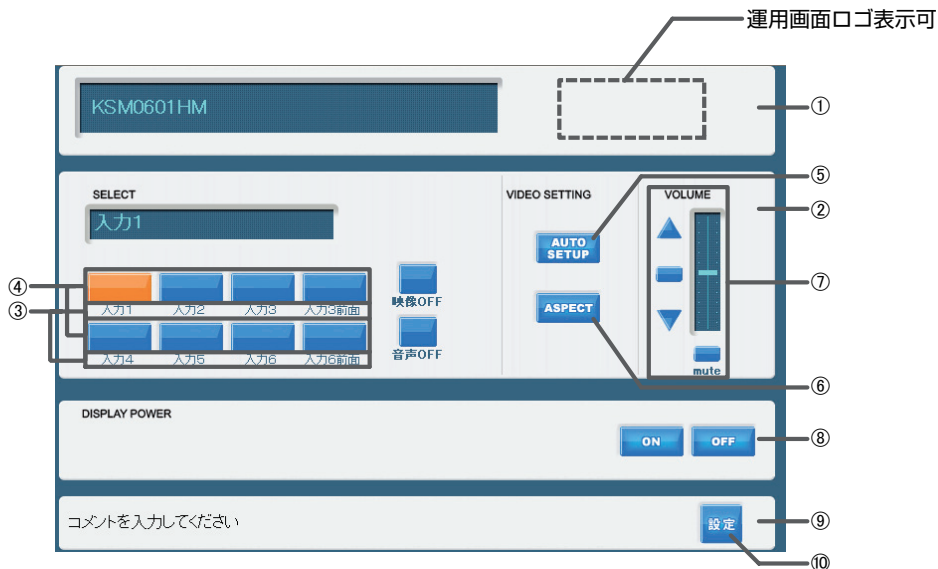 運用画面ロゴ表示可
KSM0601HM
①
SELECT
VIDEO SETTING
VOLUME
⑤
②
入力1
AUTO SETUP
④
③
入力1 入力2 入力3 入力3前面
映像OFF
ASPECT
⑦
入力4 入力5 入力6 入力6前面
音声OFF
mute
⑥
DISPLAY POWER
ON OFF
⑧
コメントを入力してください
設定
⑨
⑩